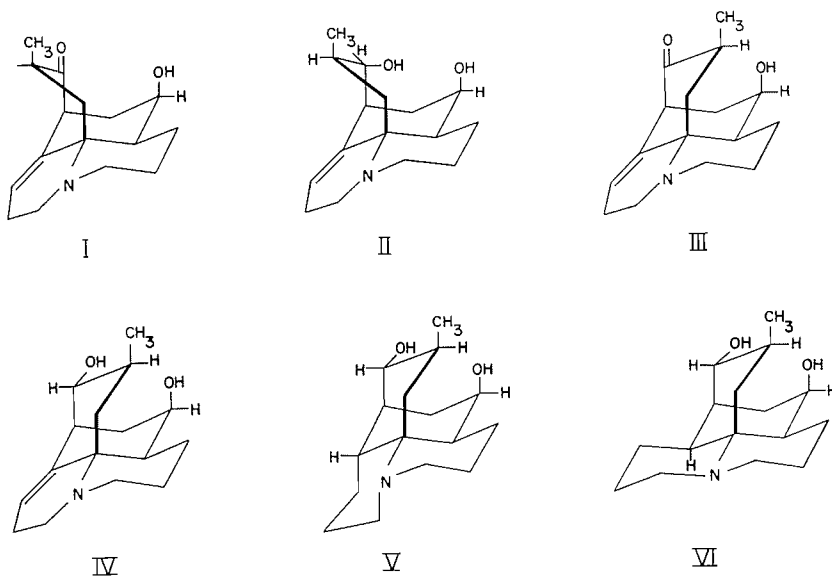 CH3 O OH H N
I
CH3 H H OH OH H N
II
O CH3 H OH H N
III
CH3 OH H H OH H N
IV
CH3 OH H H OH H H N
V
CH3 OH H H OH H H N
VI